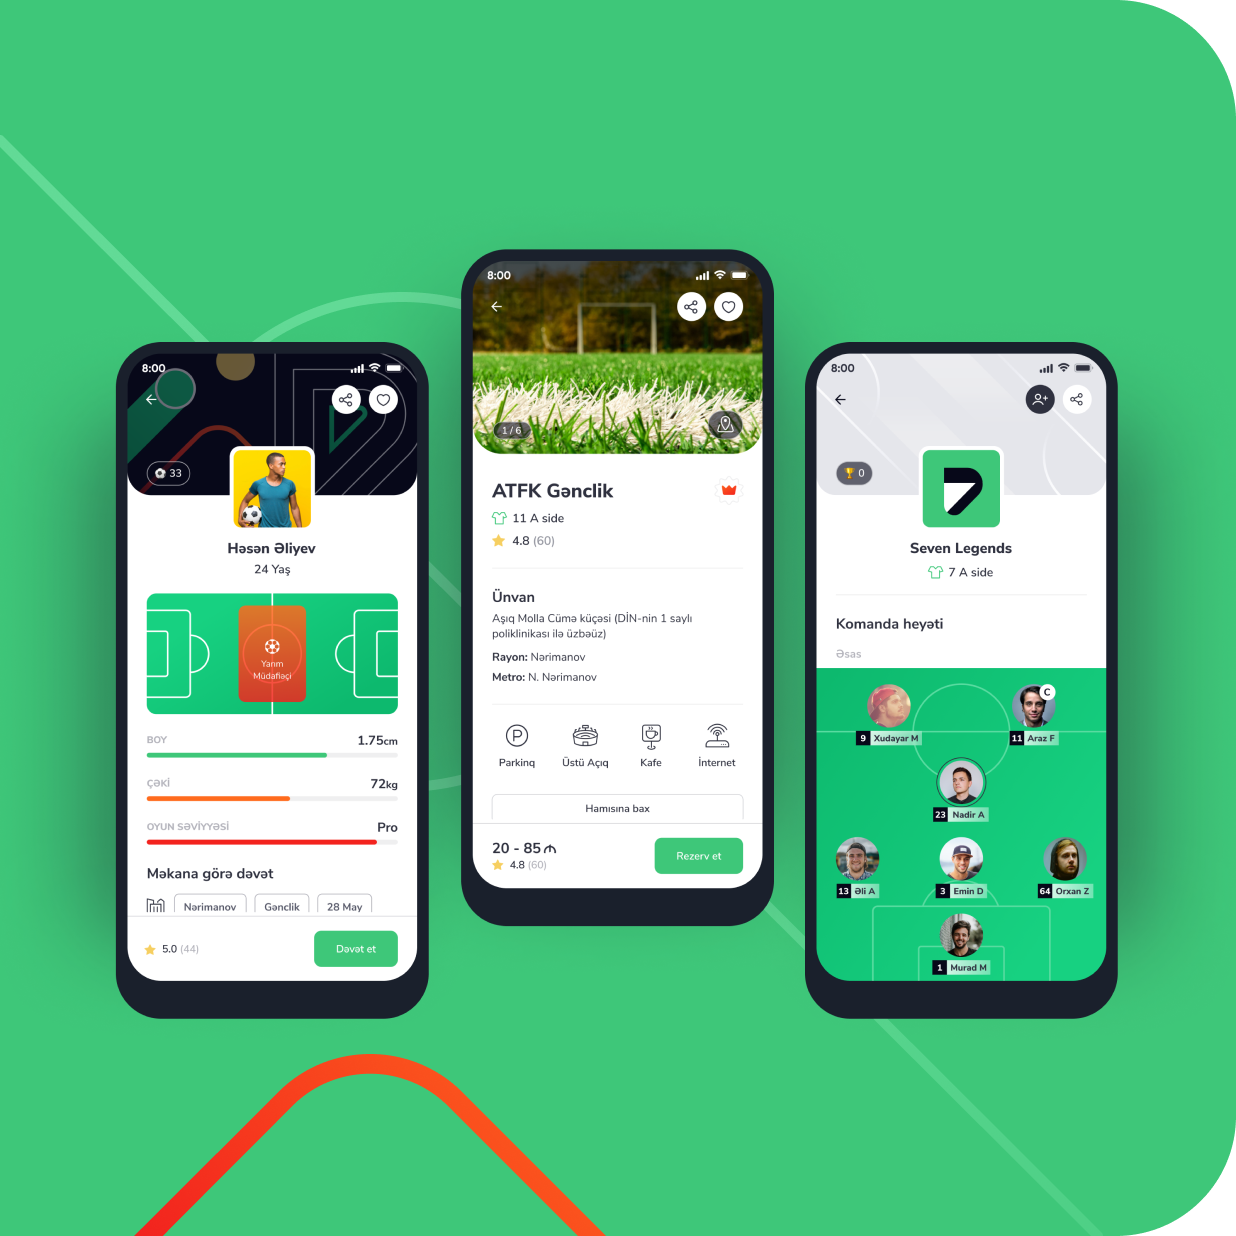 8:00
33
Həsən Əliyev
24 Yaş
Yarım
Müdafiəçi
BOY
1.75cm
ÇƏKİ
72kg
OYUN SƏVİYYƏSİ
Pro
Məkana görə dəvət
Nərimanov
Gənclik
28 May
5.0 (44)
Dəvət et
8:00
1 / 6
ATFK Gənclik
11 A side
4.8 (60)
Ünvan
Aşıq Molla Cümə küçəsi (DİN-nin 1 saylı
poliklinikası ilə üzbəüz)
Rayon: Nərimanov
Metro: N. Nərimanov
Parkinq
Üstü Açıq
Kafe
İnternet
Hamısına bax
20 - 85 ₼
4.8 (60)
Rezerv et
8:00
0
Seven Legends
7 A side
Komanda heyəti
Əsas
C
9 Xudayar M
11 Araz F
23 Nadir A
13 Əli A
3 Emin D
64 Orxan Z
1 Murad M